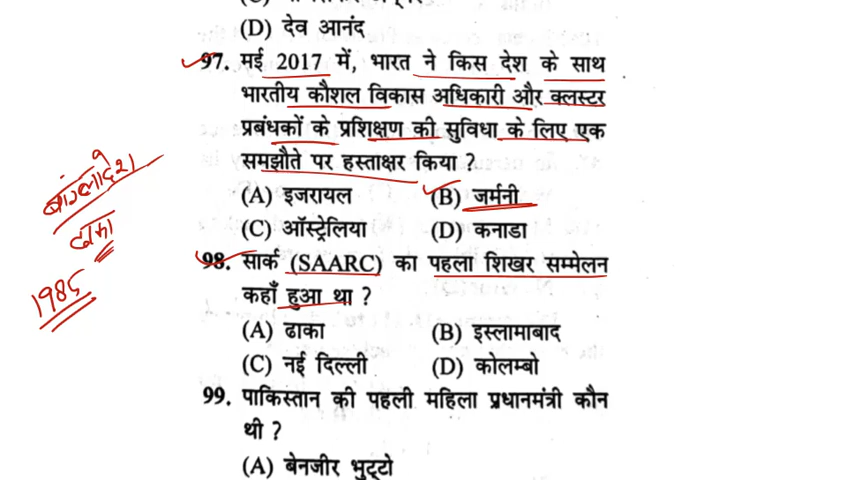 (D) देव आनंद
97. मई 2017 में, भारत ने किस देश के साथ
भारतीय कौशल विकास अधिकारी और क्लस्टर
प्रबंधकों के प्रशिक्षण की सुविधा के लिए एक
समझौते पर हस्ताक्षर किया ?
(A) इजरायल (B) जर्मनी
(C) ऑस्ट्रेलिया (D) कनाडा
98. सार्क (SAARC) का पहला शिखर सम्मेलन
कहाँ हुआ था ?
(A) ढाका (B) इस्लामाबाद
(C) नई दिल्ली (D) कोलम्बो
99. पाकिस्तान की पहली महिला प्रधानमंत्री कौन
थी ?
(A) बेनजीर भुट्टो
बांग्लादेश
ढाका
1985